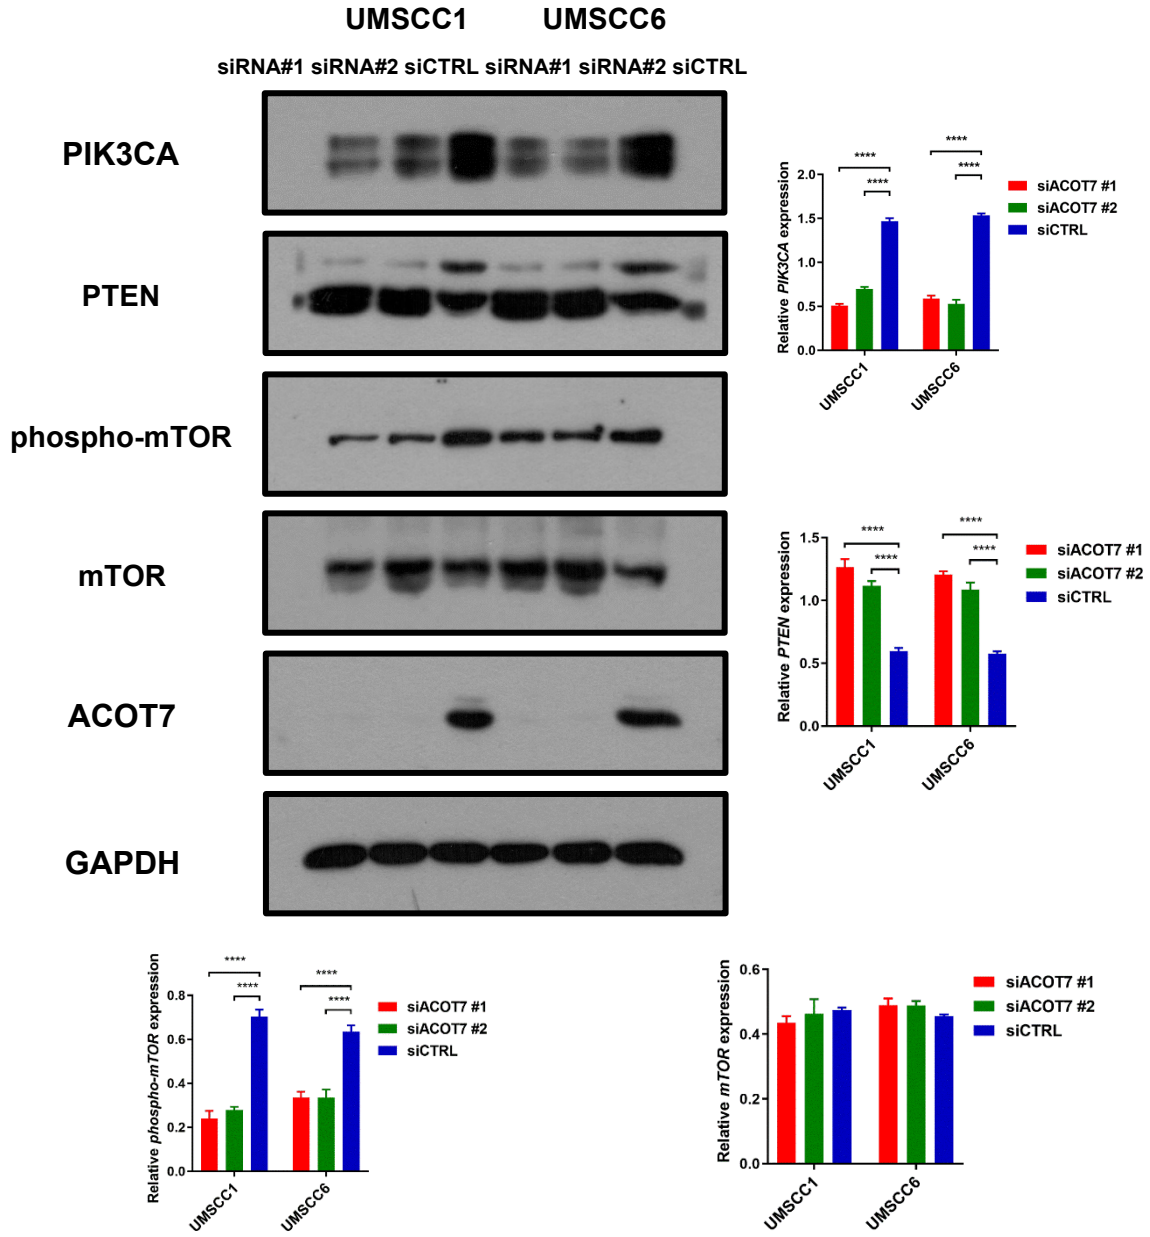 UMSCC1 UMSCC6
siRNA#1 siRNA#2 siCTRL siRNA#1 siRNA#2 siCTRL
PIK3CA
PTEN
phospho-mTOR
mTOR
ACOT7
GAPDH
Relative PIK3CA expression
2.0
1.5
1.0
0.5
0.0
****
****
****
****
UMSCC1
UMSCC6
siACOT7 #1
siACOT7 #2
siCTRL
Relative PTEN expression
1.5
1.0
0.5
0.0
****
****
****
****
UMSCC1
UMSCC6
siACOT7 #1
siACOT7 #2
siCTRL
Relative phospho-mTOR expression
0.8
0.6
0.4
0.2
0.0
****
****
****
****
UMSCC1
UMSCC6
siACOT7 #1
siACOT7 #2
siCTRL
Relative mTOR expression
0.6
0.4
0.2
0.0
UMSCC1
UMSCC6
siACOT7 #1
siACOT7 #2
siCTRL